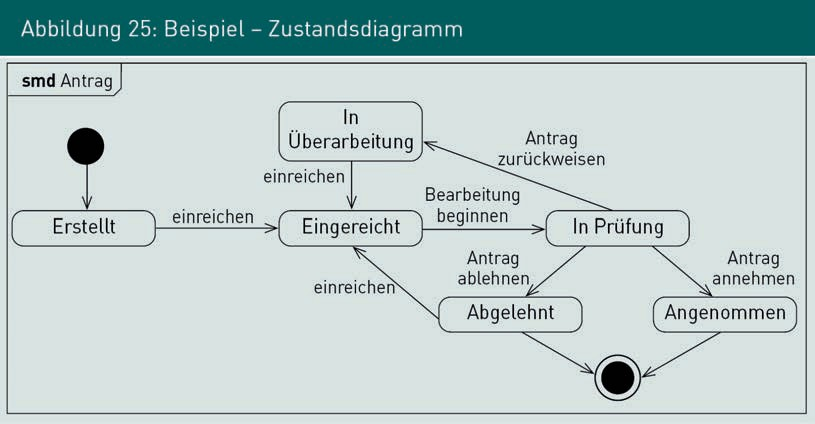 Abbildung 25: Beispiel – Zustandsdiagramm
smd Antrag
In
Überarbeitung
Antrag
zurückweisen
einreichen
Bearbeitung
beginnen
einreichen
Erstellt
Eingereicht
In Prüfung
Antrag
ablehnen
Antrag
annehmen
einreichen
Abgelehnt
Angenommen